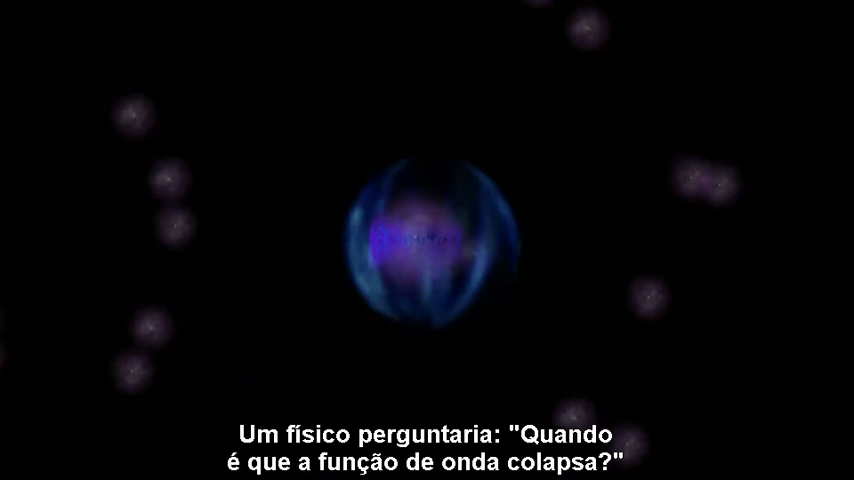 Um físico perguntaria: "Quando
é que a função de onda colapsa?"